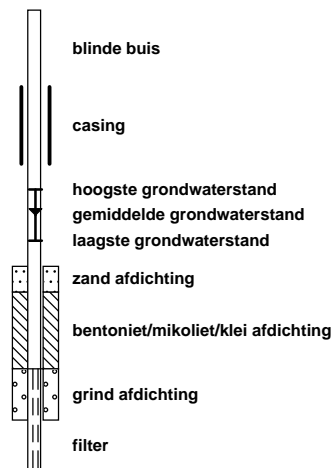 blinde buis
casing
hoogste grondwaterstand
gemiddelde grondwaterstand
laagste grondwaterstand
zand afdichting
bentoniet/mikoliet/klei afdichting
grind afdichting
filter